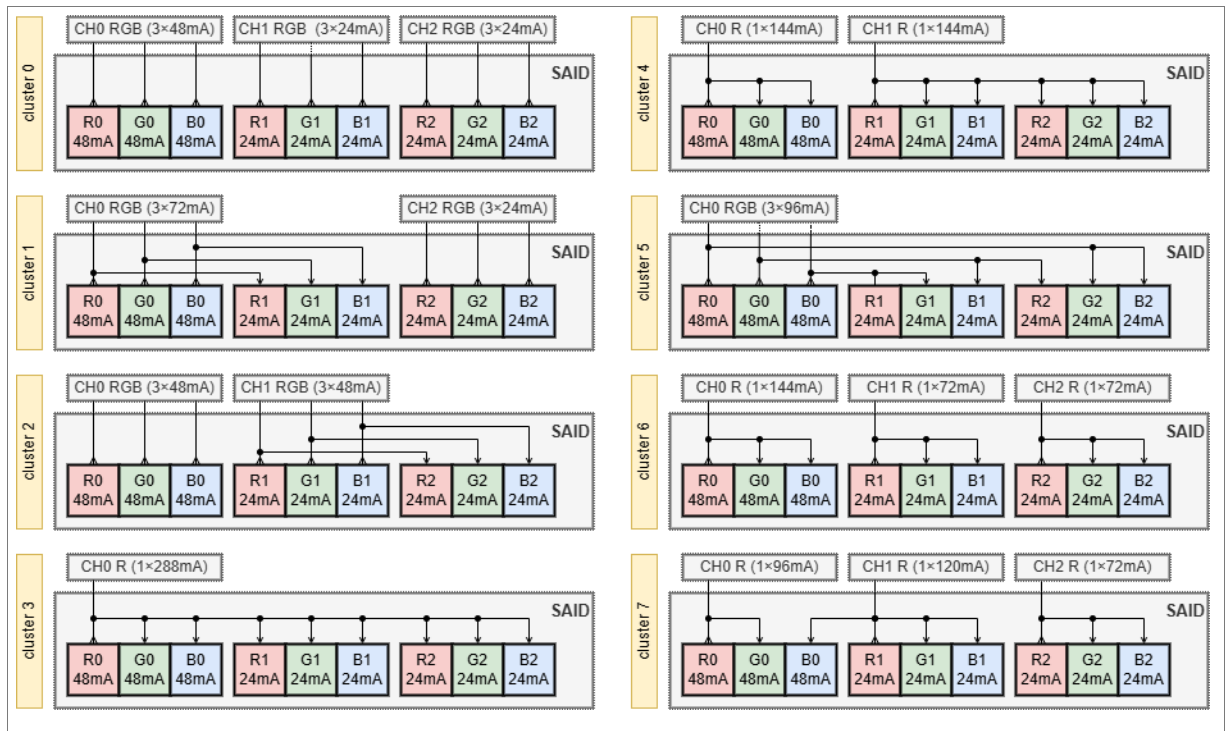 cluster 0
CH0 RGB (3×48mA) CH1 RGB (3×24mA) CH2 RGB (3×24mA)
SAID
R0 G0 B0 R1 G1 B1 R2 G2 B2
48mA 48mA 48mA 24mA 24mA 24mA 24mA 24mA 24mA
cluster 1
CH0 RGB (3×72mA) CH2 RGB (3×24mA)
SAID
R0 G0 B0 R1 G1 B1 R2 G2 B2
48mA 48mA 48mA 24mA 24mA 24mA 24mA 24mA 24mA
cluster 2
CH0 RGB (3×48mA) CH1 RGB (3×48mA)
SAID
R0 G0 B0 R1 G1 B1 R2 G2 B2
48mA 48mA 48mA 24mA 24mA 24mA 24mA 24mA 24mA
cluster 3
CH0 R (1×288mA)
SAID
R0 G0 B0 R1 G1 B1 R2 G2 B2
48mA 48mA 48mA 24mA 24mA 24mA 24mA 24mA 24mA
cluster 4
CH0 R (1×144mA) CH1 R (1×144mA)
SAID
R0 G0 B0 R1 G1 B1 R2 G2 B2
48mA 48mA 48mA 24mA 24mA 24mA 24mA 24mA 24mA
cluster 5
CH0 RGB (3×96mA)
SAID
R0 G0 B0 R1 G1 B1 R2 G2 B2
48mA 48mA 48mA 24mA 24mA 24mA 24mA 24mA 24mA
cluster 6
CH0 R (1×144mA) CH1 R (1×72mA) CH2 R (1×72mA)
SAID
R0 G0 B0 R1 G1 B1 R2 G2 B2
48mA 48mA 48mA 24mA 24mA 24mA 24mA 24mA 24mA
cluster 7
CH0 R (1×96mA) CH1 R (1×120mA) CH2 R (1×72mA)
SAID
R0 G0 B0 R1 G1 B1 R2 G2 B2
48mA 48mA 48mA 24mA 24mA 24mA 24mA 24mA 24mA